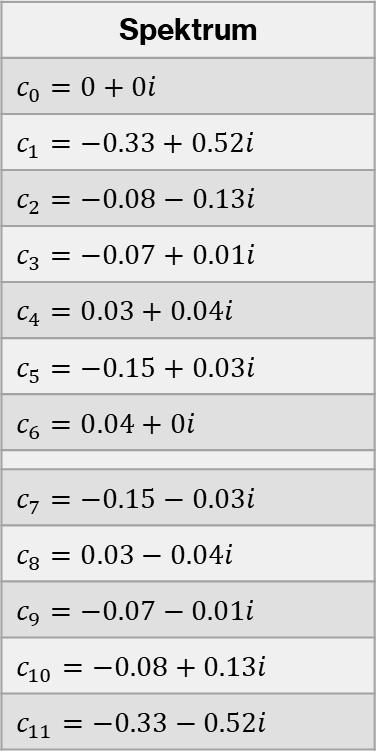 Spektrum
c₀ = 0 + 0i
c₁ = −0.33 + 0.52i
c₂ = −0.08 − 0.13i
c₃ = −0.07 + 0.01i
c₄ = 0.03 + 0.04i
c₅ = −0.15 + 0.03i
c₆ = 0.04 + 0i
c₇ = −0.15 − 0.03i
c₈ = 0.03 − 0.04i
c₉ = −0.07 − 0.01i
c₁₀ = −0.08 + 0.13i
c₁₁ = −0.33 − 0.52i